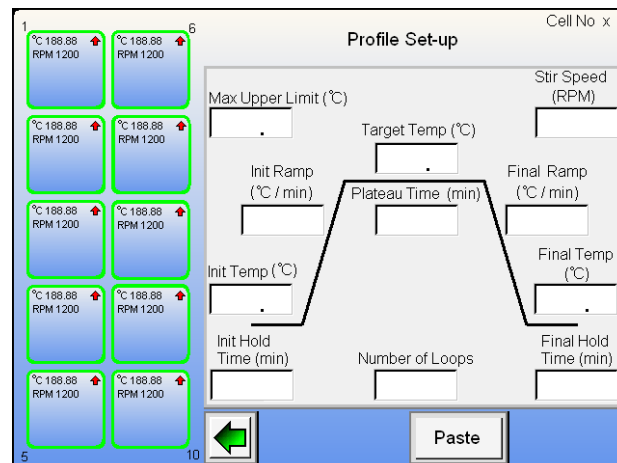 1
6
°C 188.88
RPM 1200
°C 188.88
RPM 1200
°C 188.88
RPM 1200
°C 188.88
RPM 1200
°C 188.88
RPM 1200
°C 188.88
RPM 1200
°C 188.88
RPM 1200
°C 188.88
RPM 1200
°C 188.88
RPM 1200
°C 188.88
RPM 1200
5
10
Cell No x
Profile Set-up
Max Upper Limit (°C)
.
Stir Speed
(RPM)
Target Temp (°C)
.
Init Ramp
(°C / min)
Plateau Time (min)
Final Ramp
(°C / min)
Init Temp (°C)
.
Final Temp
(°C)
.
Init Hold
Time (min)
Number of Loops
Final Hold
Time (min)
Paste